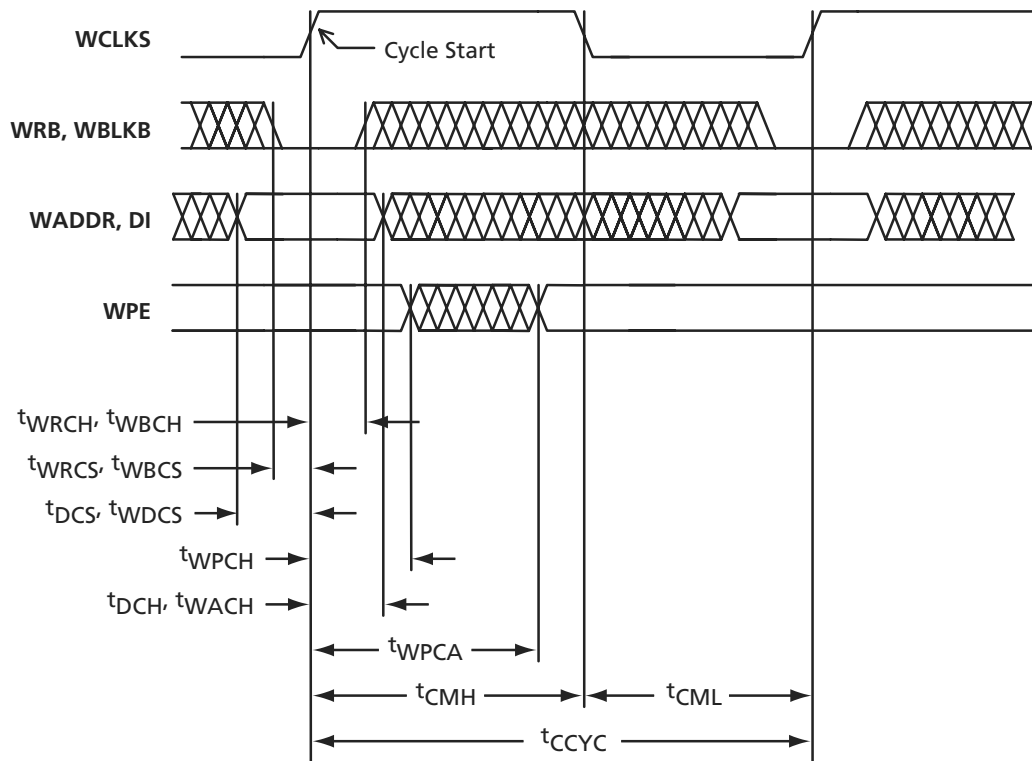 WCLKS
Cycle Start
WRB, WBLKB
WADDR, DI
WPE
tWRCH, tWBCH
tWRCS, tWBCS
tDCS, tWDCS
tWPCH
tDCH, tWACH
tWPCA
tCMH tCML
tCCYC